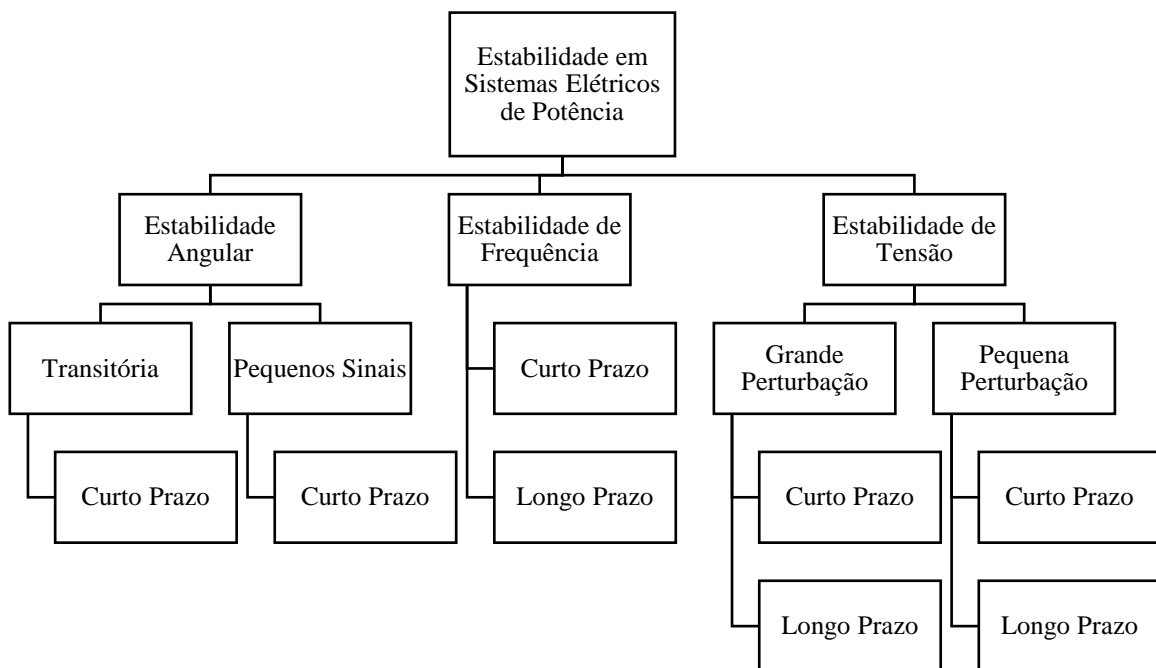 Estabilidade em
Sistemas Elétricos
de Potência
Estabilidade
Angular
Estabilidade de
Frequência
Estabilidade de
Tensão
Transitória
Pequenos Sinais
Curto Prazo
Grande
Perturbação
Pequena
Perturbação
Curto Prazo
Curto Prazo
Longo Prazo
Curto Prazo
Curto Prazo
Longo Prazo
Longo Prazo